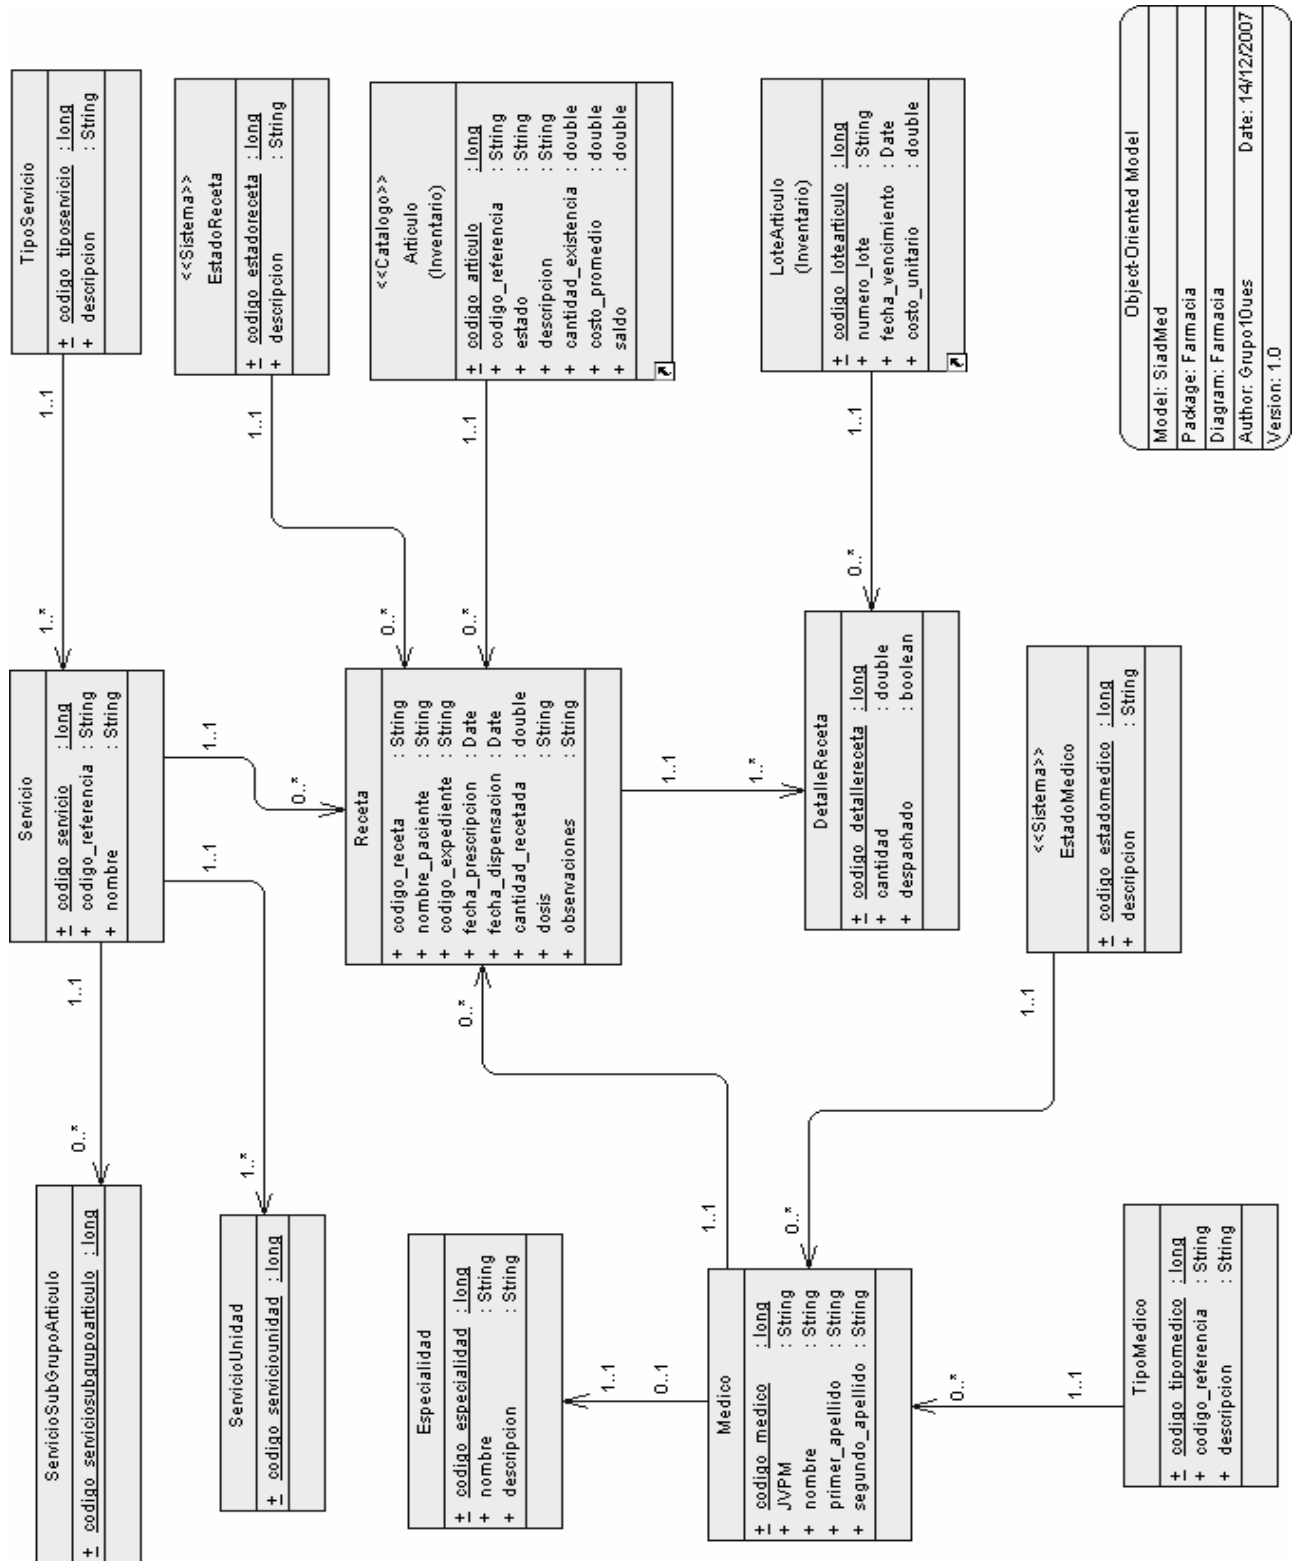 ServicioSubGrupoArticulo
+ codigo_serviciosubgrupoarticulo : long
1..1
0..*
Servicio
+ codigo_servicio : long
+ codigo_referencia : String
+ nombre : String
1..*
1..1
TipoServicio
+ codigo_tiposervicio : long
+ descripcion : String
ServicioUnidad
+ codigo_serviciounidad : long
1..*
1..1
1..1
0..*
<<Sistema>>
EstadoReceta
+ codigo_estadoreceta : long
+ descripcion : String
1..1
0..*
Especialidad
+ codigo_especialidad : long
+ nombre : String
+ descripcion : String
1..1
0..1
Receta
+ codigo_receta : String
+ nombre_paciente : String
+ codigo_expediente : String
+ fecha_prescripcion : Date
+ fecha_dispensacion : Date
+ cantidad_recetada : double
+ dosis : String
+ observaciones : String
0..*
1..1
<<Catalogo>>
Articulo
(Inventario)
+ codigo_articulo : long
+ codigo_referencia : String
+ estado : String
+ descripcion : String
+ cantidad_existencia : double
+ costo_promedio : double
+ saldo : double
0..*
1..1
1..1
1..*
Medico
+ codigo_medico : long
+ JVPM : String
+ nombre : String
+ primer_apellido : String
+ segundo_apellido : String
0..*
DetalleReceta
+ codigo_detallereceta : long
+ cantidad : double
+ despachado : boolean
0..*
1..1
LoteArticulo
(Inventario)
+ codigo_lotearticulo : long
+ numero_lote : String
+ fecha_vencimiento : Date
+ costo_unitario : double
0..*
1..1
<<Sistema>>
EstadoMedico
+ codigo_estadomedico : long
+ descripcion : String
1..1
TipoMedico
+ codigo_tipomedico : long
+ codigo_referencia : String
+ descripcion : String
Object-Oriented Model
Model: SiadMed
Package: Farmacia
Diagram: Farmacia
Author: Grupo10ues Date: 14/12/2007
Version: 1.0